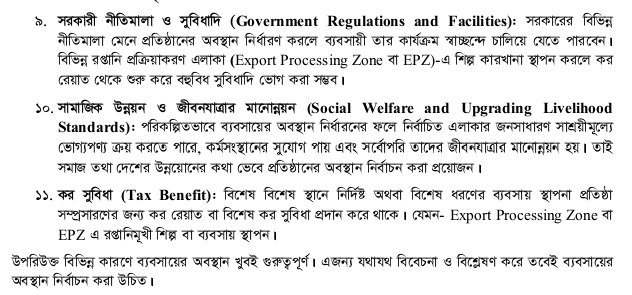 ৯. সরকারী নীতিমালা ও সুবিধাদি (Government Regulations and Facilities): সরকারের বিভিন্ন
নীতিমালা মেনে প্রতিষ্ঠানের অবস্থান নির্ধারণ করলে ব্যবসায়ী তার কার্যক্রম স্বাচ্ছন্দে চালিয়ে যেতে পারবেন।
বিভিন্ন রপ্তানি প্রক্রিয়াকরণ এলাকা (Export Processing Zone বা EPZ)-এ শিল্প কারখানা স্থাপন করলে কর
রেয়াত থেকে শুরু করে বহুবিধ সুবিধাদি ভোগ করা সম্ভব।
১০. সামাজিক উন্নয়ন ও জীবনযাত্রার মানোন্নয়ন (Social Welfare and Upgrading Livelihood
Standards): পরিকল্পিতভাবে ব্যবসায়ের অবস্থান নির্ধারনের ফলে নির্বাচিত এলাকার জনসাধারণ সাশ্রয়ীমূল্যে
ভোগ্যপণ্য ক্রয় করতে পারে, কর্মসংস্থানের সুযোগ পায় এবং সর্বোপরি তাদের জীবনযাত্রার মানোন্নয়ন হয়। তাই
সমাজ তথা দেশের উন্নয়োনের কথা ভেবে প্রতিষ্ঠানের অবস্থান নির্বাচন করা প্রয়োজন।
১১. কর সুবিধা (Tax Benefit): বিশেষ বিশেষ স্থানে নির্দিষ্ট অথবা বিশেষ ধরণের ব্যবসায় স্থাপনা প্রতিষ্ঠা
সম্প্রসারণের জন্য কর রেয়াত বা বিশেষ কর সুবিধা প্রদান করে থাকে। যেমন- Export Processing Zone বা
EPZ এ রপ্তানিমূখী শিল্প বা ব্যবসায় স্থাপন।
উপরিউক্ত বিভিন্ন কারণে ব্যবসায়ের অবস্থান খুবই গুরুত্বপূর্ণ। এজন্য যথাযথ বিবেচনা ও বিশ্লেষণ করে তবেই ব্যবসায়ের
অবস্থান নির্বাচন করা উচিত।